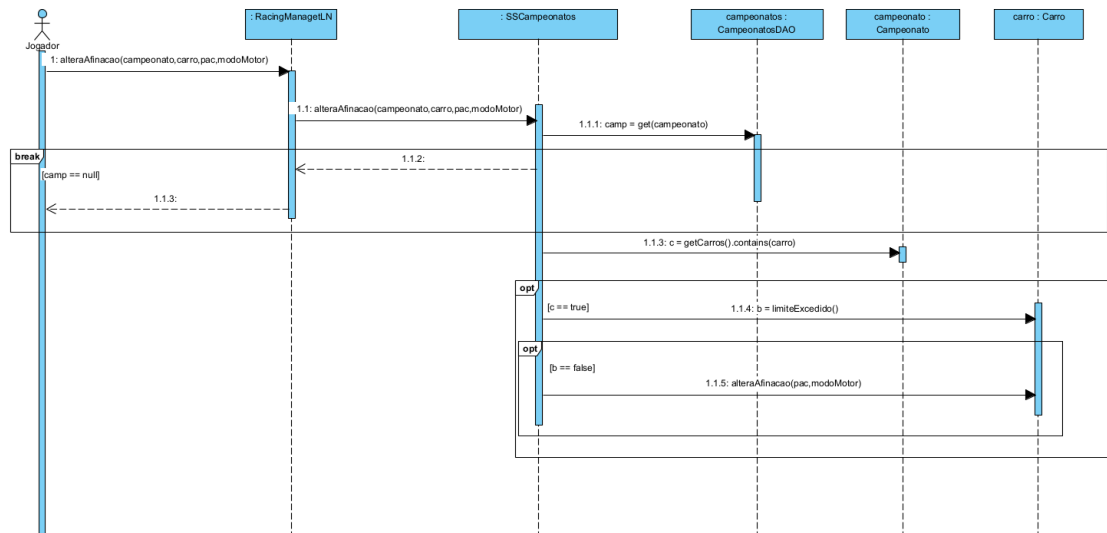 : RacingManagetLN
: SSCampeonatos
campeonatos :
CampeonatosDAO
campeonato :
Campeonato
carro : Carro
Jogador
1: alteraAfinacao(campeonato,carro,pac,modoMotor)
1.1: alteraAfinacao(campeonato,carro,pac,modoMotor)
1.1.1: camp = get(campeonato)
break
1.1.2:
[camp == null]
1.1.3:
1.1.3: c = getCarros().contains(carro)
opt
[c == true]
1.1.4: b = limiteExcedido()
opt
[b == false]
1.1.5: alteraAfinacao(pac,modoMotor)